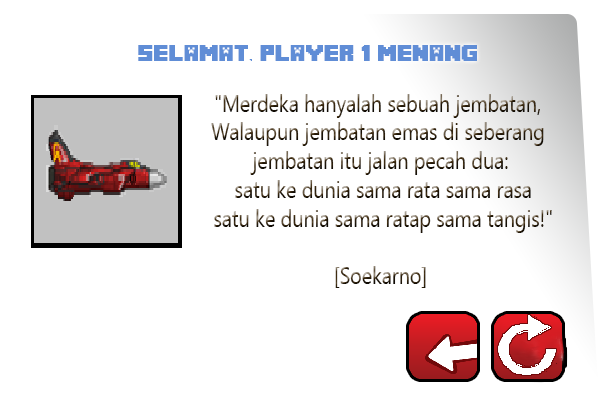 SELAMAT. PLAYER 1 MENANG
"Merdeka hanyalah sebuah jembatan,
Walaupun jembatan emas di seberang
jembatan itu jalan pecah dua:
satu ke dunia sama rata sama rasa
satu ke dunia sama ratap sama tangis!"
[Soekarno]